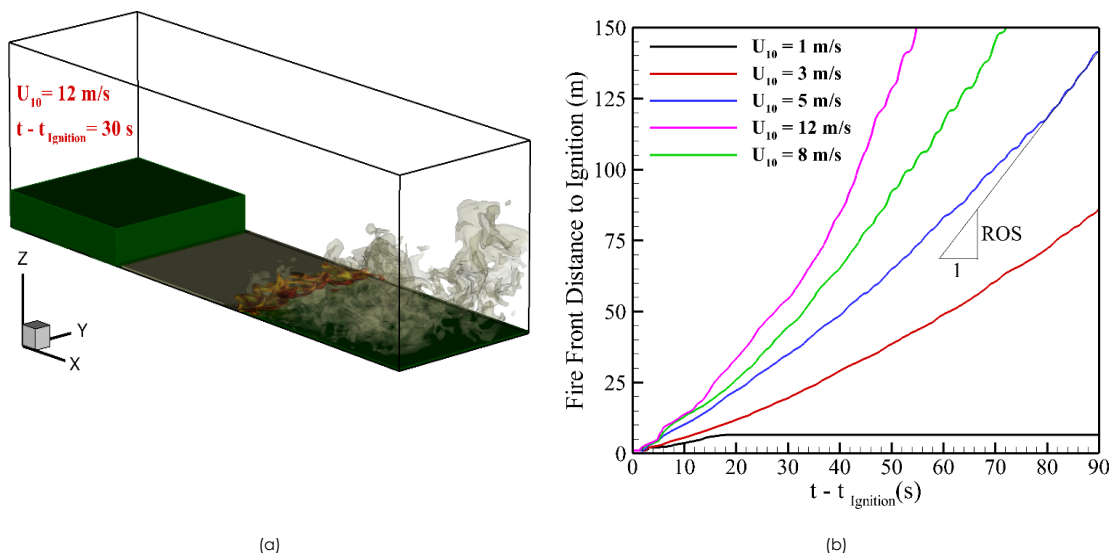 U10 = 12 m/s
t - tIgnition = 30 s
Z
Y
X
(a)
Fire Front Distance to Ignition (m)
150
125
100
75
50
25
0
U10 = 1 m/s
U10 = 3 m/s
U10 = 5 m/s
U10 = 12 m/s
U10 = 8 m/s
ROS
1
0 10 20 30 40 50 60 70 80 90
t - t Ignition(s)
(b)